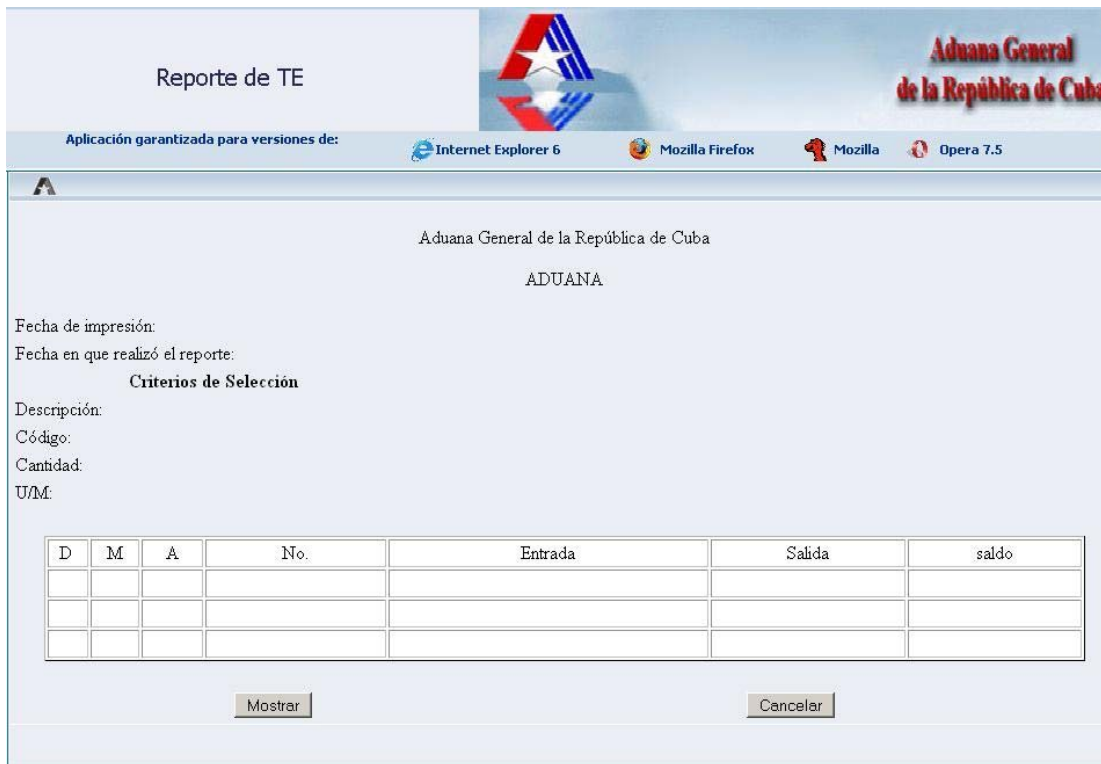 Reporte de TE
Aduana General
de la República de Cuba
Aplicación garantizada para versiones de: Internet Explorer 6 Mozilla Firefox Mozilla Opera 7.5
Aduana General de la República de Cuba
ADUANA
Fecha de impresión:
Fecha en que realizó el reporte:
Criterios de Selección
Descripción:
Código:
Cantidad:
U/M:
D M A No. Entrada Salida saldo
Mostrar Cancelar